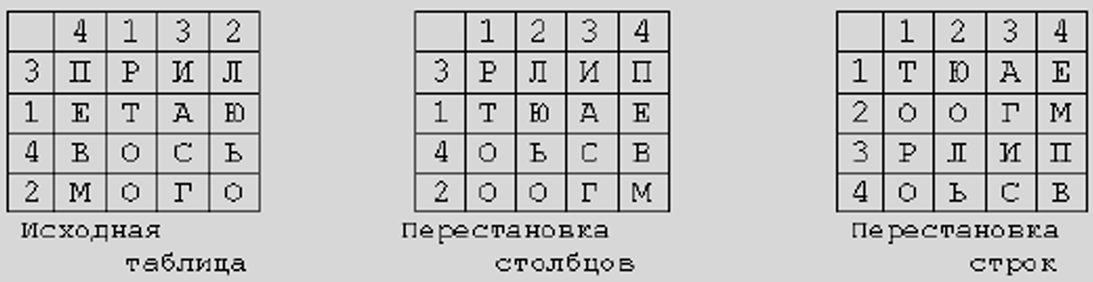 4 1 3 2
3 П Р И Л
1 Е Т А Ю
4 В О С Ь
2 М О Г О
Исходная
таблица
1 2 3 4
3 Р Л И П
1 Т Ю А Е
4 О Ь С В
2 О О Г М
Перестановка
столбцов
1 2 3 4
1 Т Ю А Е
2 О О Г М
3 Р Л И П
4 О Ь С В
Перестановка
строк